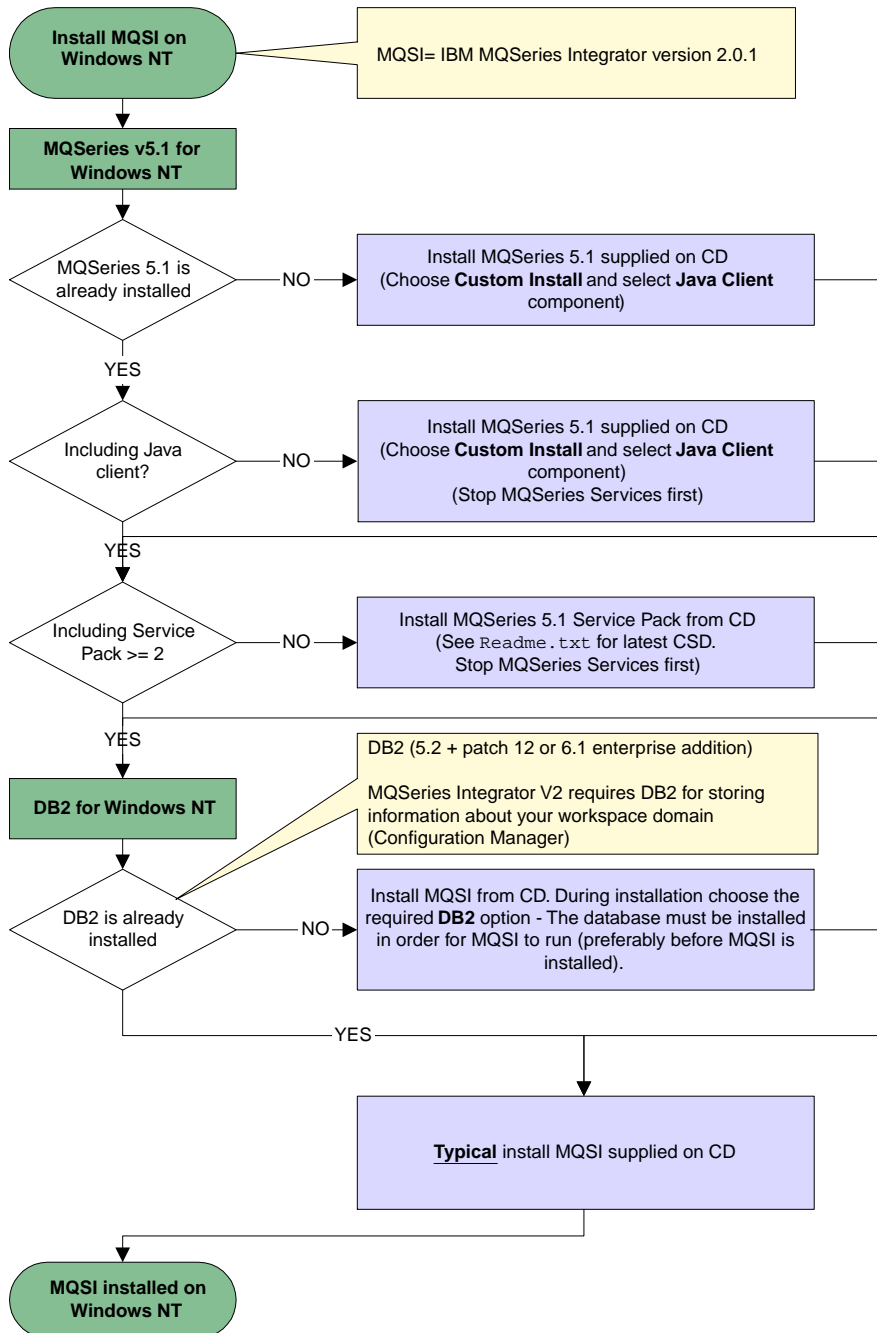 Install MQSI on
Windows NT
MQSI= IBM MQSeries Integrator version 2.0.1
MQSeries v5.1 for
Windows NT
MQSeries 5.1 is
already installed
NO
Install MQSeries 5.1 supplied on CD
(Choose Custom Install and select Java Client
component)
YES
Including Java
client?
NO
Install MQSeries 5.1 supplied on CD
(Choose Custom Install and select Java Client
component)
(Stop MQSeries Services first)
YES
Including Service
Pack >= 2
NO
Install MQSeries 5.1 Service Pack from CD
(See Readme.txt for latest CSD.
Stop MQSeries Services first)
YES
DB2 (5.2 + patch 12 or 6.1 enterprise addition)
MQSeries Integrator V2 requires DB2 for storing
information about your workspace domain
(Configuration Manager)
DB2 for Windows NT
DB2 is already
installed
NO
Install MQSI from CD. During installation choose the
required DB2 option - The database must be installed
in order for MQSI to run (preferably before MQSI is
installed).
YES
Typical install MQSI supplied on CD
MQSI installed on
Windows NT